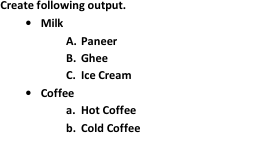 Create following output.
• Milk
A. Paneer
B. Ghee
C. Ice Cream
• Coffee
a. Hot Coffee
b. Cold Coffee